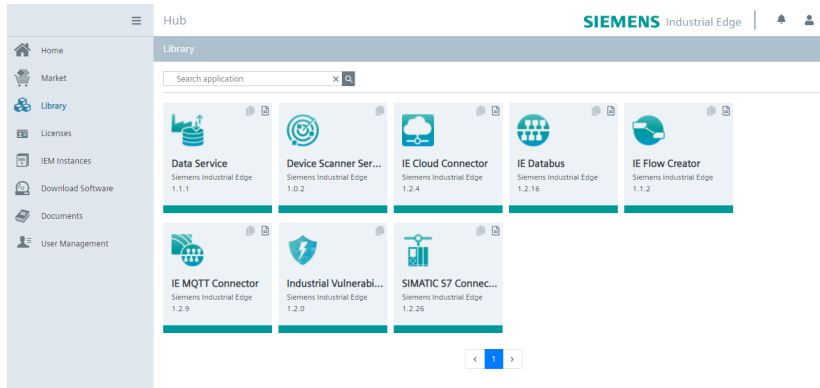 Hub
SIEMENS Industrial Edge
Home
Market
Library
Licenses
IEM Instances
Download Software
Documents
User Management
Library
Search application
Data Service
Siemens Industrial Edge
1.1.1
Device Scanner Ser...
Siemens Industrial Edge
1.0.2
IE Cloud Connector
Siemens Industrial Edge
1.2.4
IE Databus
Siemens Industrial Edge
1.2.16
IE Flow Creator
Siemens Industrial Edge
1.1.2
IE MQTT Connector
Siemens Industrial Edge
1.2.9
Industrial Vulnerabi...
Siemens Industrial Edge
1.2.0
SIMATIC S7 Connec...
Siemens Industrial Edge
1.2.26
‹ 1 ›